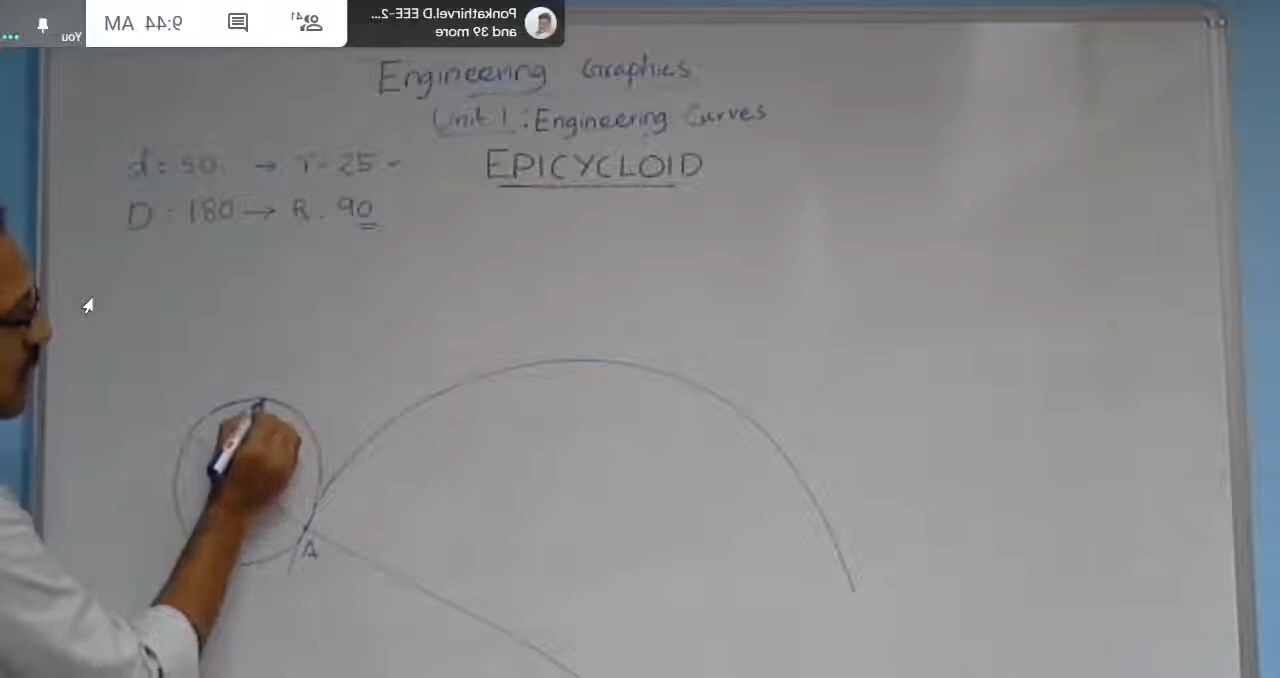 Ponkathirvel.D EEE-2...
and 39 more
41
9:44 AM
You
Engineering Graphics
Unit 1 : Engineering Curves
EPICYCLOID
d = 50 → r = 25
D = 180 → R = 90
A